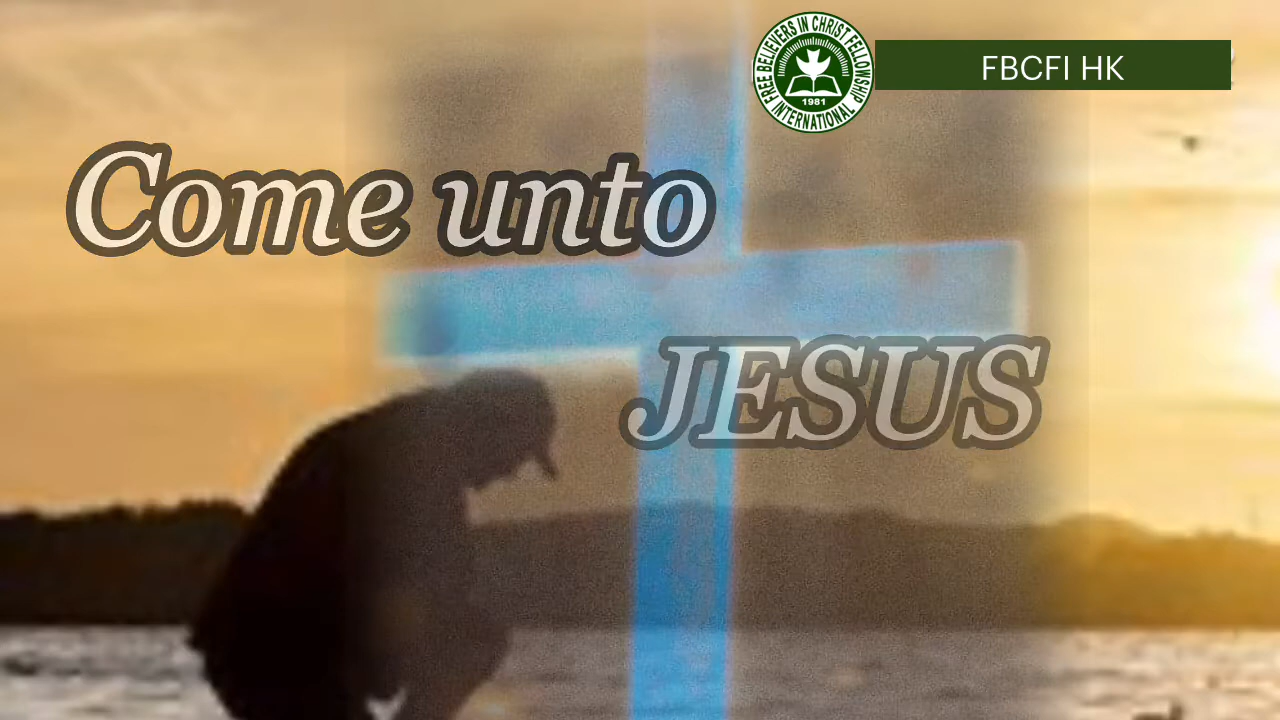 FREE BELIEVERS IN CHRIST FELLOWSHIP
INTERNATIONAL
1981
FBCFI HK
Come unto
JESUS